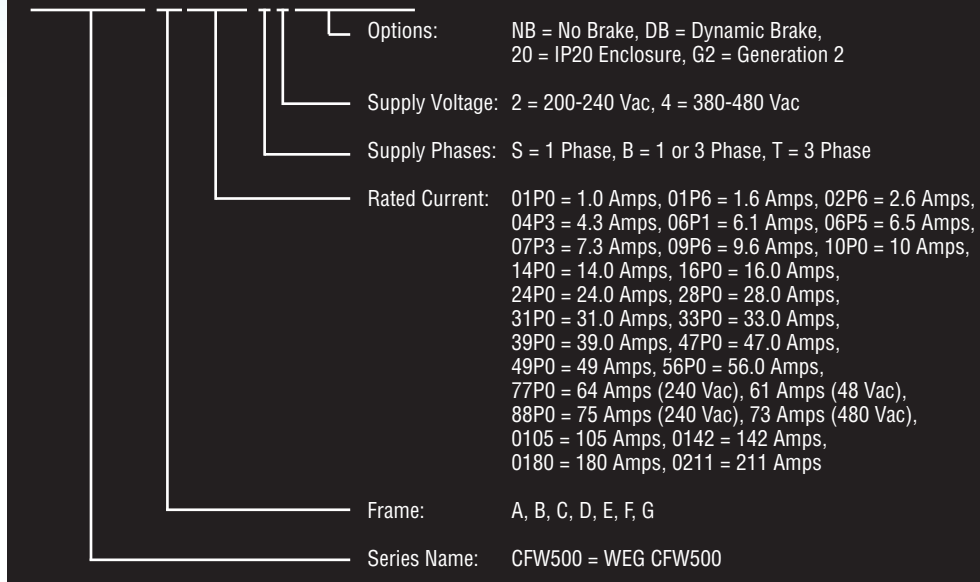 Options: NB = No Brake, DB = Dynamic Brake,
20 = IP20 Enclosure, G2 = Generation 2
Supply Voltage: 2 = 200-240 Vac, 4 = 380-480 Vac
Supply Phases: S = 1 Phase, B = 1 or 3 Phase, T = 3 Phase
Rated Current: 01P0 = 1.0 Amps, 01P6 = 1.6 Amps, 02P6 = 2.6 Amps,
04P3 = 4.3 Amps, 06P1 = 6.1 Amps, 06P5 = 6.5 Amps,
07P3 = 7.3 Amps, 09P6 = 9.6 Amps, 10P0 = 10 Amps,
14P0 = 14.0 Amps, 16P0 = 16.0 Amps,
24P0 = 24.0 Amps, 28P0 = 28.0 Amps,
31P0 = 31.0 Amps, 33P0 = 33.0 Amps,
39P0 = 39.0 Amps, 47P0 = 47.0 Amps,
49P0 = 49 Amps, 56P0 = 56.0 Amps,
77P0 = 64 Amps (240 Vac), 61 Amps (48 Vac),
88P0 = 75 Amps (240 Vac), 73 Amps (480 Vac),
0105 = 105 Amps, 0142 = 142 Amps,
0180 = 180 Amps, 0211 = 211 Amps
Frame: A, B, C, D, E, F, G
Series Name: CFW500 = WEG CFW500